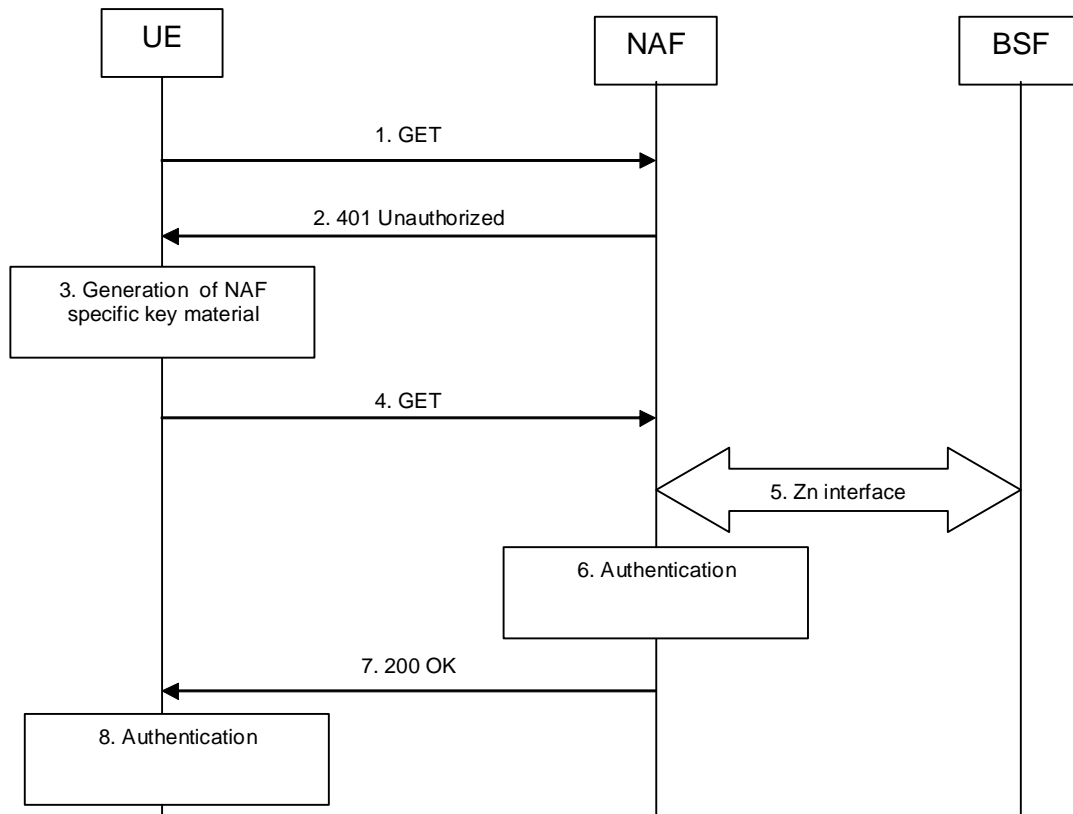 UE
NAF
BSF
1. GET
2. 401 Unauthorized
3. Generation of NAF
specific key material
4. GET
5. Zn interface
6. Authentication
7. 200 OK
8. Authentication